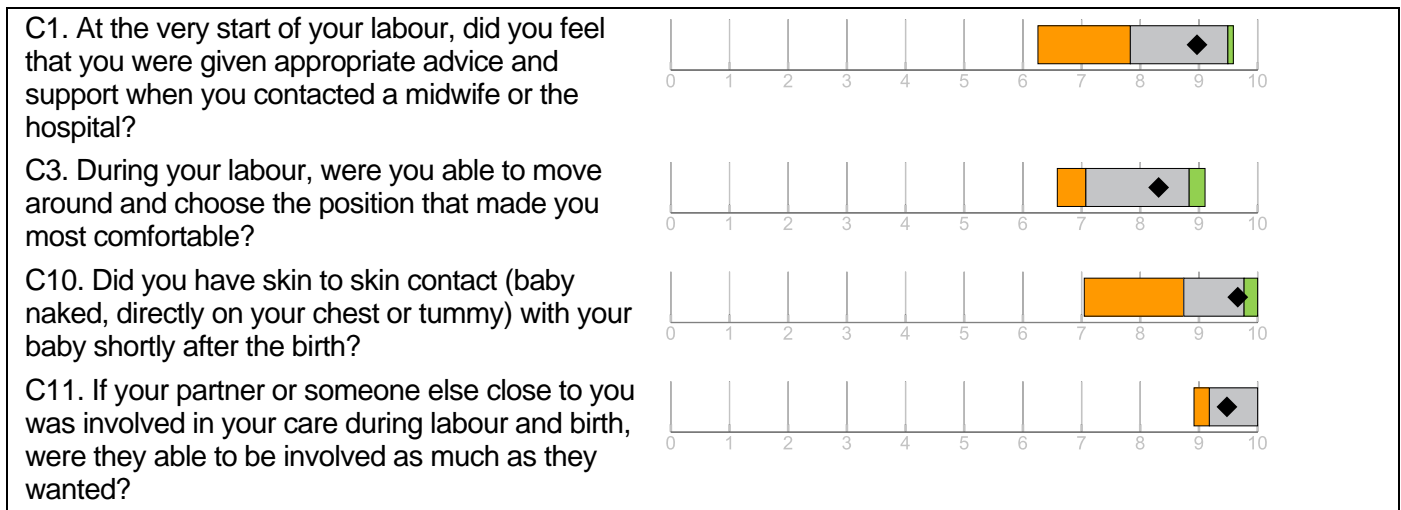 C1. At the very start of your labour, did you feel
that you were given appropriate advice and
support when you contacted a midwife or the
hospital?
0 1 2 3 4 5 6 7 8 9 10
C3. During your labour, were you able to move
around and choose the position that made you
most comfortable?
0 1 2 3 4 5 6 7 8 9 10
C10. Did you have skin to skin contact (baby
naked, directly on your chest or tummy) with your
baby shortly after the birth?
0 1 2 3 4 5 6 7 8 9 10
C11. If your partner or someone else close to you
was involved in your care during labour and birth,
were they able to be involved as much as they
wanted?
0 1 2 3 4 5 6 7 8 9 10